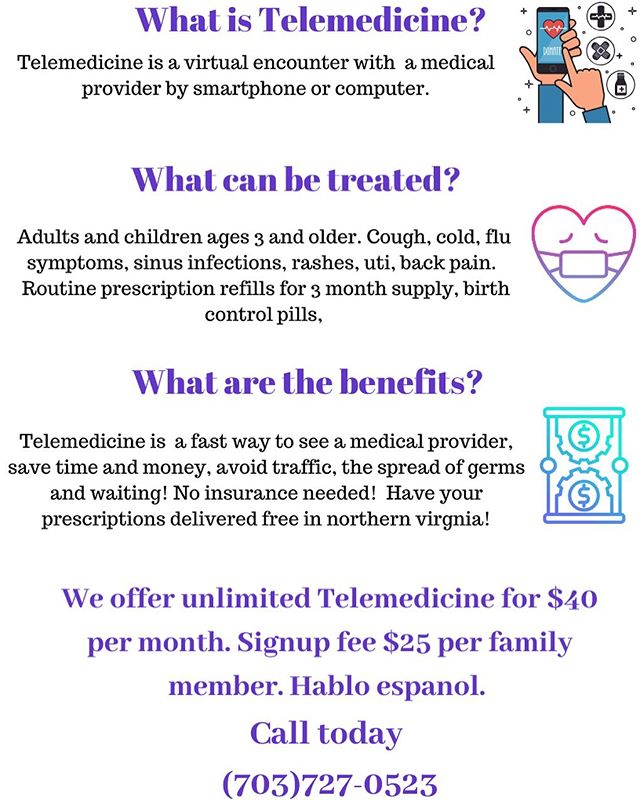 What is Telemedicine?
Telemedicine is a virtual encounter with  a medical
provider by smartphone or computer.
DONATE
What can be treated?
Adults and children ages 3 and older. Cough, cold, flu
symptoms, sinus infections, rashes, uti, back pain.
Routine prescription refills for 3 month supply, birth
control pills,
What are the benefits?
Telemedicine is  a fast way to see a medical provider,
save time and money, avoid traffic, the spread of germs
and waiting! No insurance needed!  Have your
prescriptions delivered free in northern virgnia!
$
$
We offer unlimited Telemedicine for $40
per month. Signup fee $25 per family
member. Hablo espanol.
Call today
(703)727-0523